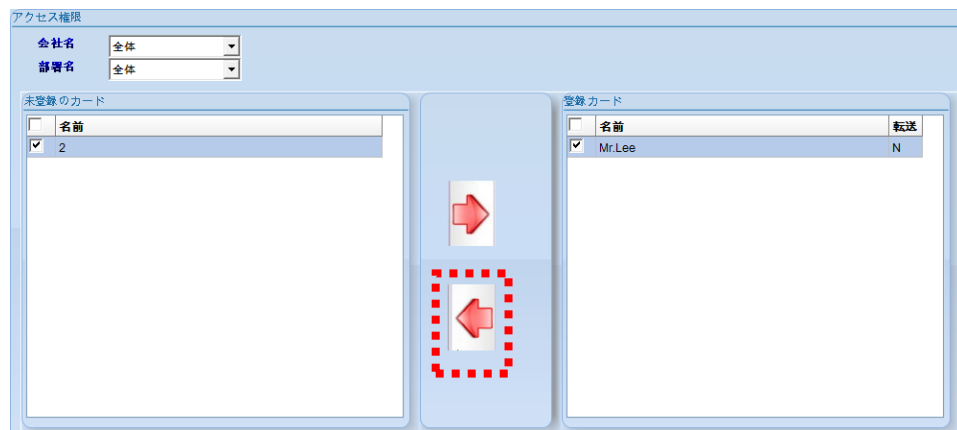 アクセス権限
会社名 全体
部署名 全体
未登録のカード
名前
2
登録カード
名前 転送
Mr.Lee N